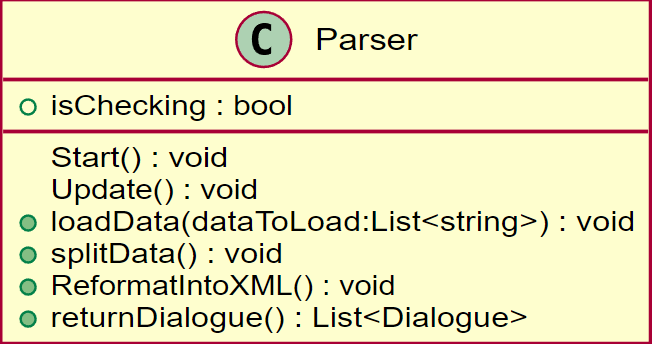 C Parser
isChecking : bool
Start() : void
Update() : void
loadData(dataToLoad:List<string>) : void
splitData() : void
ReformatIntoXML() : void
returnDialogue() : List<Dialogue>